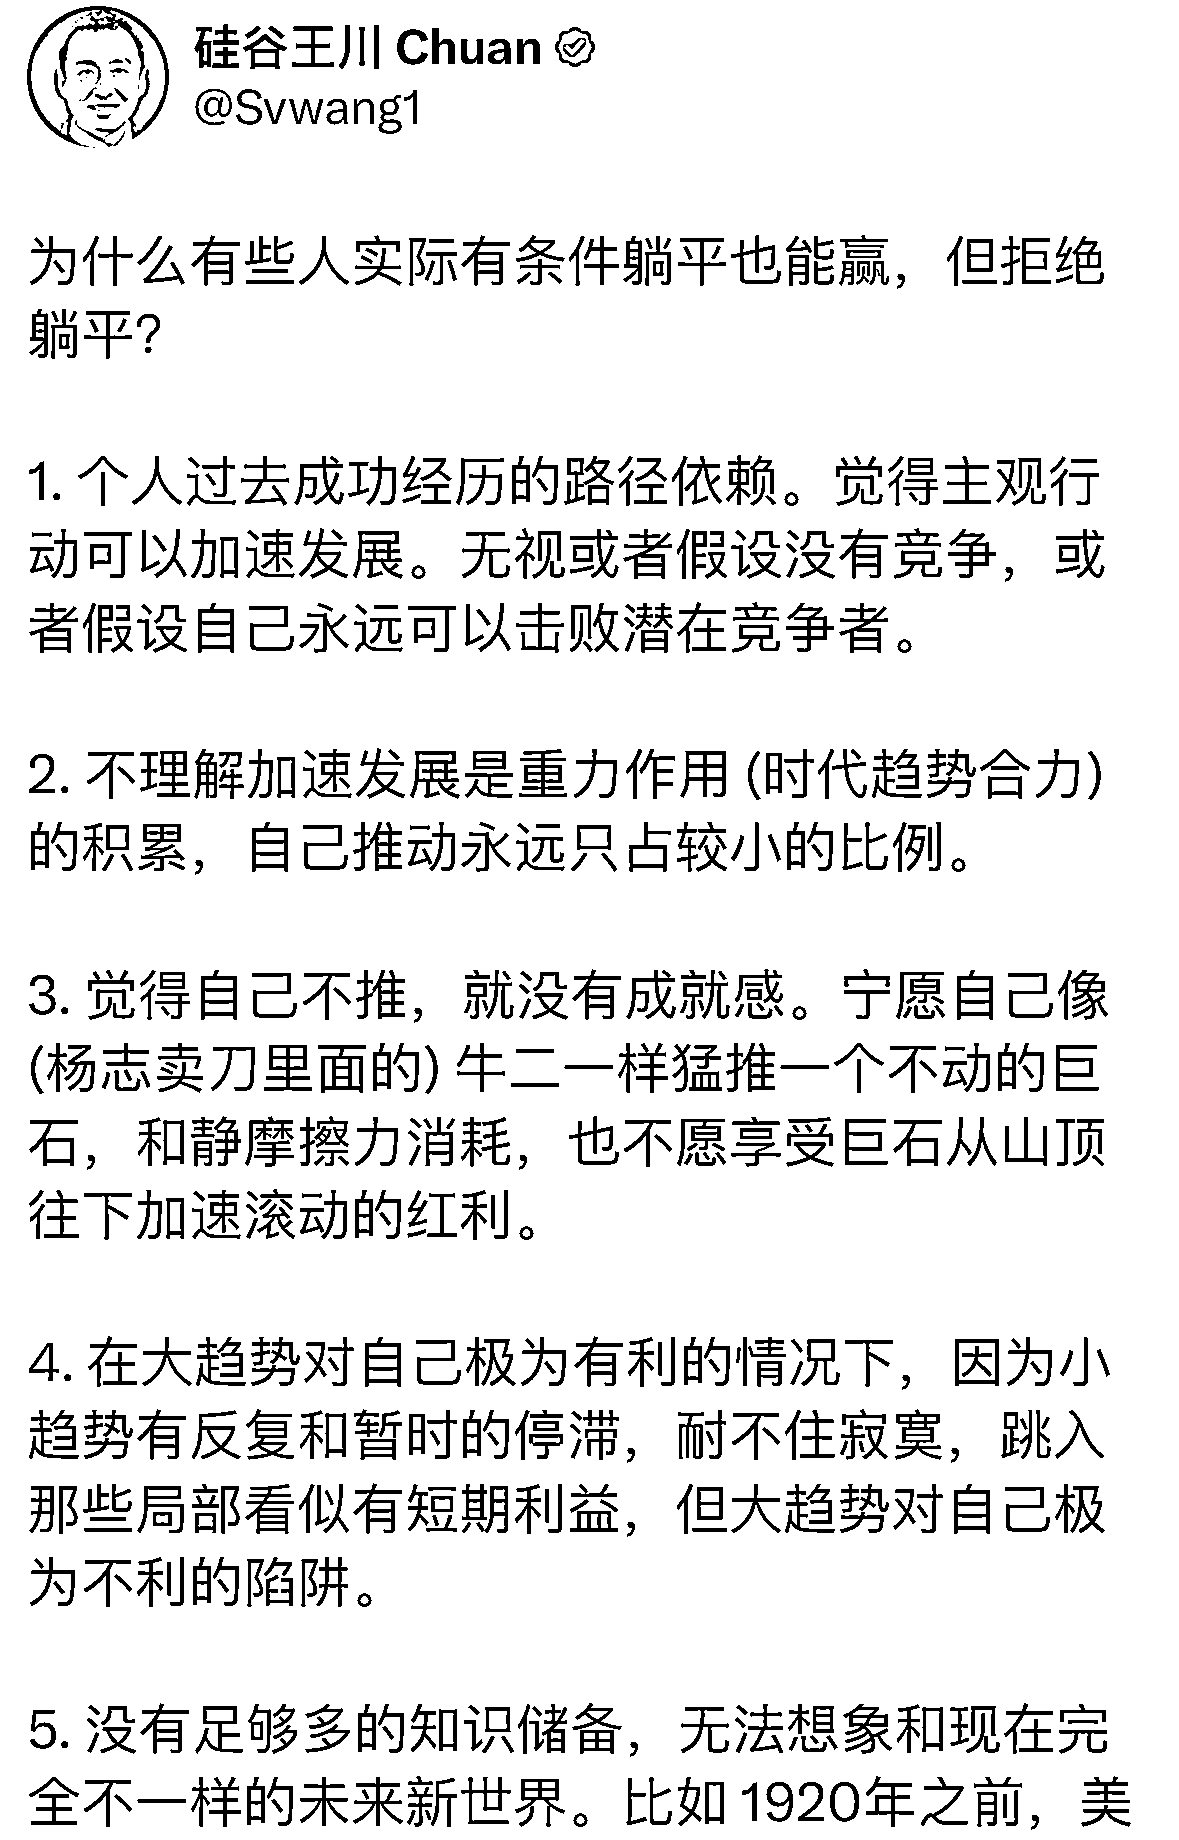 硅谷王川 Chuan
@Svwang1
为什么有些人实际有条件躺平也能赢，但拒绝
躺平？
1. 个人过去成功经历的路径依赖。觉得主观行
动可以加速发展。无视或者假设没有竞争，或
者假设自己永远可以击败潜在竞争者。
2. 不理解加速发展是重力作用 (时代趋势合力)
的积累，自己推动永远只占较小的比例。
3. 觉得自己不推，就没有成就感。宁愿自己像
(杨志卖刀里面的) 牛二一样猛推一个不动的巨
石，和静摩擦力消耗，也不愿享受巨石从山顶
往下加速滚动的红利。
4. 在大趋势对自己极为有利的情况下，因为小
趋势有反复和暂时的停滞，耐不住寂寞，跳入
那些局部看似有短期利益，但大趋势对自己极
为不利的陷阱。
5. 没有足够多的知识储备，无法想象和现在完
全不一样的未来新世界。比如 1920年之前，美